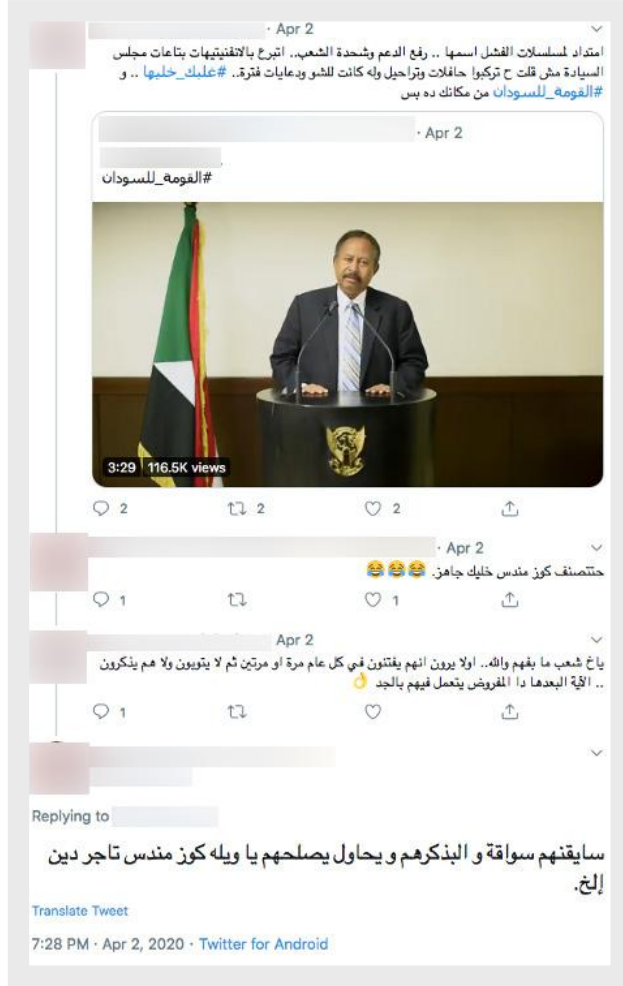 · Apr 2
امتداد لمسلسلات الفشل اسمها .. رفع الدعم وشحدة الشعب.. اتبرع بالانفنيتيهات بتاعات مجلس
السيادة مش قلت ح تركبوا حافلات وتراحيل وله كانت للشو ودعايات فترة.. #غلبك_خليها .. و
#القومة_للسودان من مكانك ده بس
· Apr 2
#القومة_للسودان
3:29 116.5K views
2 2 2
· Apr 2
حتتصنف كوز مندس خليك جاهز. 😂😂😂
1 1
Apr 2
ياخ شعب ما بفهم والله.. اولا يرون انهم يفتنون في كل عام مرة او مرتين ثم لا يتوبون ولا هم يذكرون
.. الآية البعدها دا المفروض يتعمل فيهم بالجد 👌
1
Replying to
سايقنهم سواقة و البذكرهم و يحاول يصلحهم يا ويله كوز مندس تاجر دين
إلخ.
Translate Tweet
7:28 PM · Apr 2, 2020 · Twitter for Android